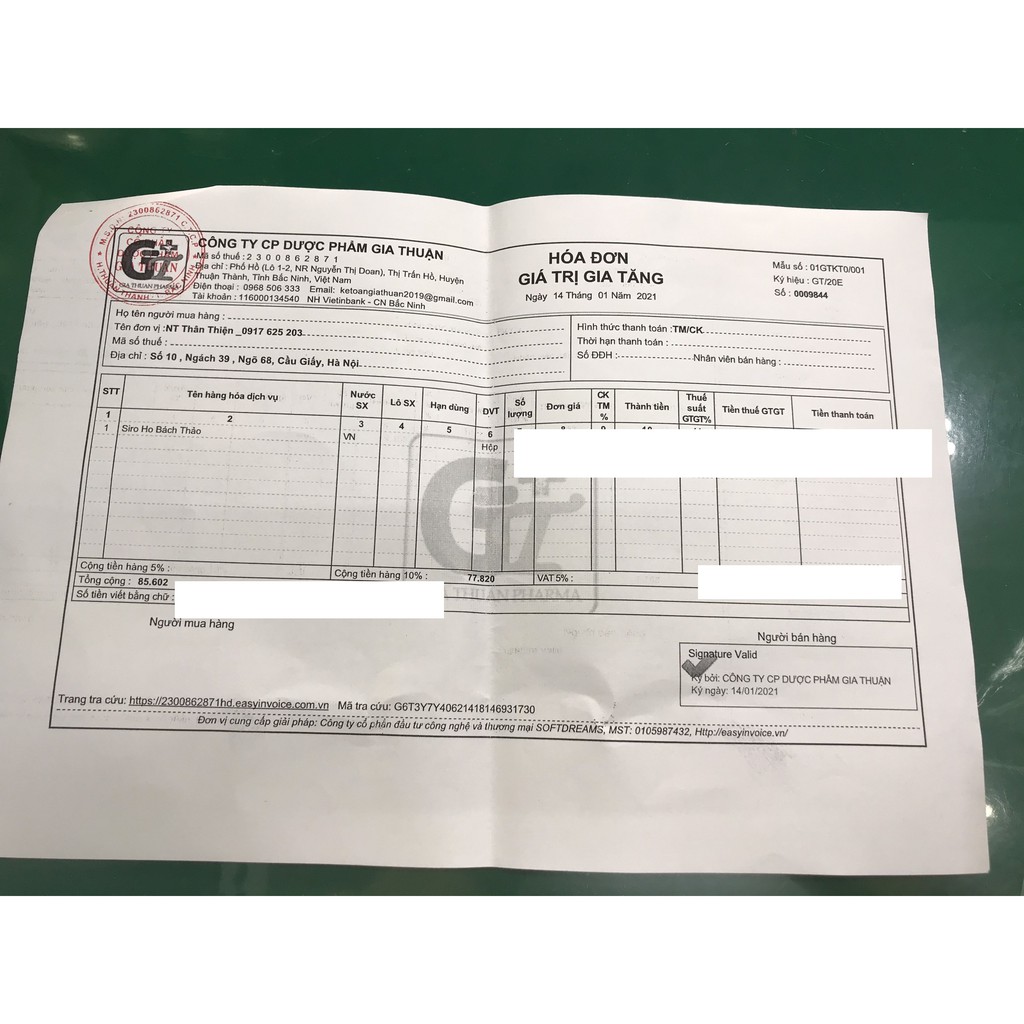 M.S.D.N: 2300862871 C.T.C.P
CÔNG TY
GIA THUẬN
H.THUẬN THÀNH
GIA THUAN PHARMA
CÔNG TY CP DƯỢC PHẨM GIA THUẬN
Mã số thuế : 2 3 0 0 8 6 2 8 7 1
Địa chỉ : Phố Hồ (Lô 1-2, NR Nguyễn Thị Doan), Thị Trấn Hồ, Huyện
Thuận Thành, Tỉnh Bắc Ninh, Việt Nam
Điện thoại : 0968 506 333 Email: ketoangiathuan2019@gmail.com
Tài khoản : 116000134540 NH Vietinbank - CN Bắc Ninh
HÓA ĐƠN
GIÁ TRỊ GIA TĂNG
Ngày 14 Tháng 01 Năm 2021
Mẫu số : 01GTKT0/001
Ký hiệu : GT/20E
Số : 0009844
Họ tên người mua hàng :
Tên đơn vị :NT Thân Thiện _0917 625 203
Mã số thuế :
Địa chỉ : Số 10 , Ngách 39 , Ngõ 68, Cầu Giấy, Hà Nội.
Hình thức thanh toán :TM/CK
Thời hạn thanh toán :
Số ĐĐH : Nhân viên bán hàng :
STT Tên hàng hóa dịch vụ Nước SX Lô SX Hạn dùng ĐVT Số lượng Đơn giá CK TM % Thành tiền Thuế suất GTGT% Tiền thuế GTGT Tiền thanh toán
1 2 3 4 5 6
1 Siro Ho Bách Thảo VN Hộp
Cộng tiền hàng 5% : Cộng tiền hàng 10% : 77.820 VAT 5% :
Tổng cộng : 85.602
Số tiền viết bằng chữ :
THUAN PHARMA
Người mua hàng
Người bán hàng
Signature Valid
Ký bởi: CÔNG TY CP DƯỢC PHẨM GIA THUẬN
Ký ngày: 14/01/2021
Trang tra cứu: https://2300862871hd.easyinvoice.com.vn Mã tra cứu: G6T3Y7Y40621418146931730
Đơn vị cung cấp giải pháp: Công ty cổ phần đầu tư công nghệ và thương mại SOFTDREAMS, MST: 0105987432, Http://easyinvoice.vn/